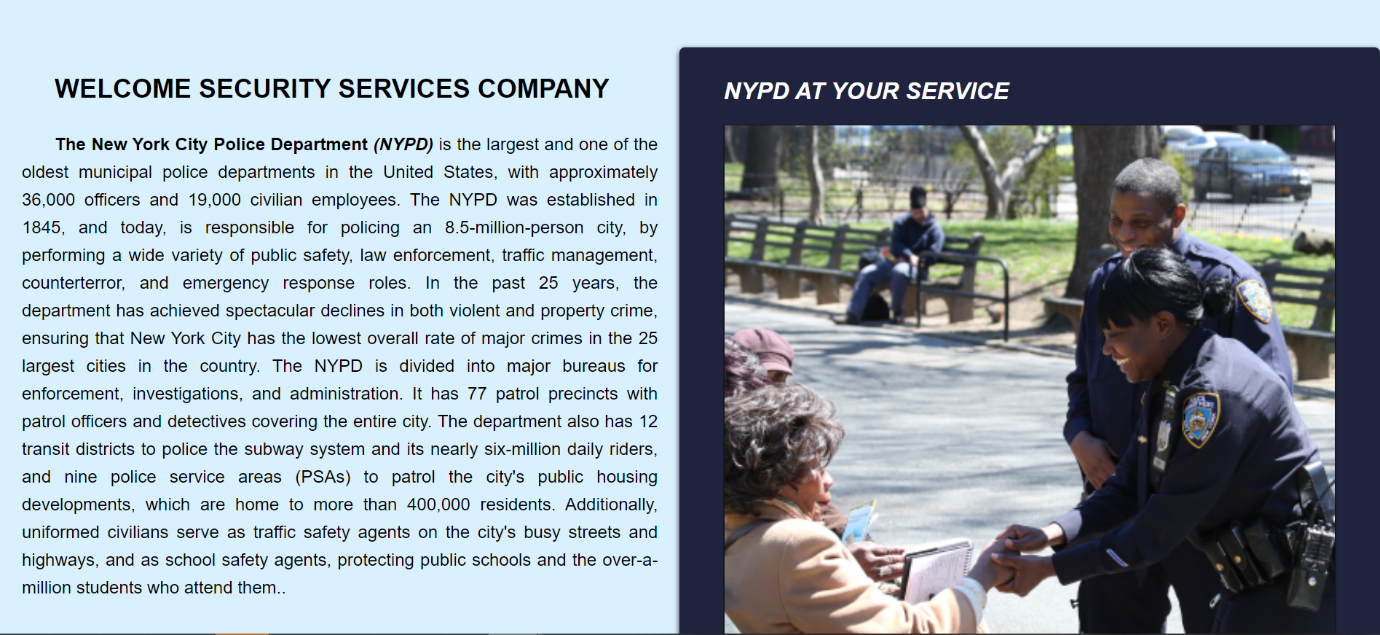 WELCOME SECURITY SERVICES COMPANY
The New York City Police Department (NYPD) is the largest and one of the
oldest municipal police departments in the United States, with approximately
36,000 officers and 19,000 civilian employees. The NYPD was established in
1845, and today, is responsible for policing an 8.5-million-person city, by
performing a wide variety of public safety, law enforcement, traffic management,
counterterror, and emergency response roles. In the past 25 years, the
department has achieved spectacular declines in both violent and property crime,
ensuring that New York City has the lowest overall rate of major crimes in the 25
largest cities in the country. The NYPD is divided into major bureaus for
enforcement, investigations, and administration. It has 77 patrol precincts with
patrol officers and detectives covering the entire city. The department also has 12
transit districts to police the subway system and its nearly six-million daily riders,
and nine police service areas (PSAs) to patrol the city's public housing
developments, which are home to more than 400,000 residents. Additionally,
uniformed civilians serve as traffic safety agents on the city's busy streets and
highways, and as school safety agents, protecting public schools and the over-a-
million students who attend them..
NYPD AT YOUR SERVICE